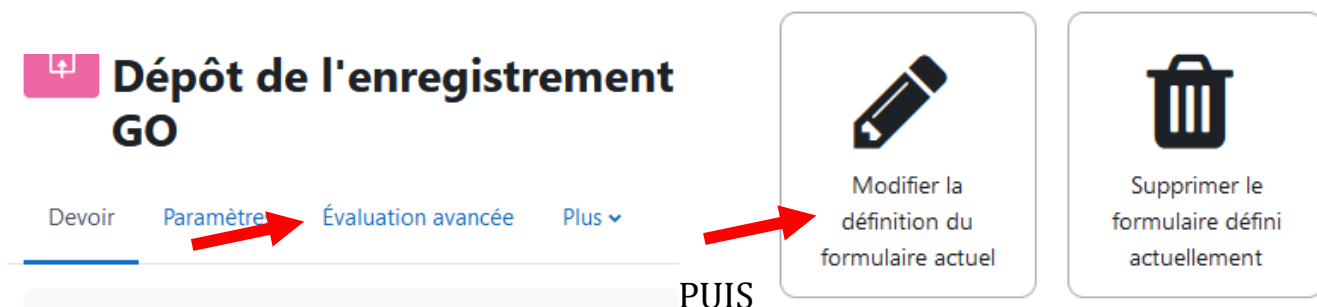 Dépôt de l'enregistrement
GO
Devoir Paramètre Évaluation avancée Plus
PUIS
Modifier la
définition du
formulaire actuel
Supprimer le
formulaire défini
actuellement